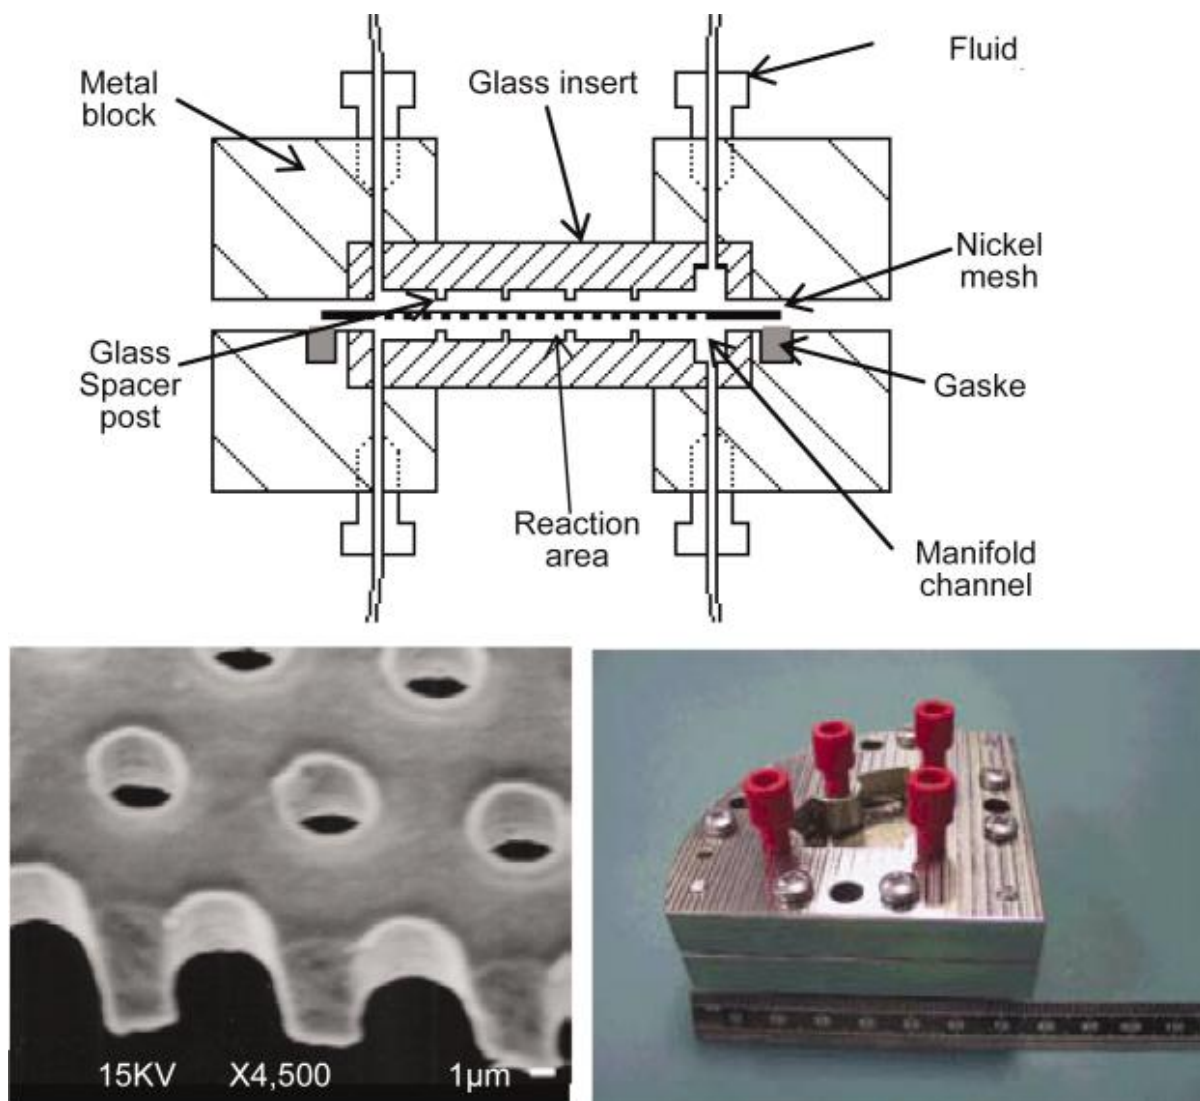 Fluid
Metal
block
Glass insert
Nickel
mesh
Glass
Spacer
post
Gaske
Reaction
area
Manifold
channel
15KV X4,500 1μm